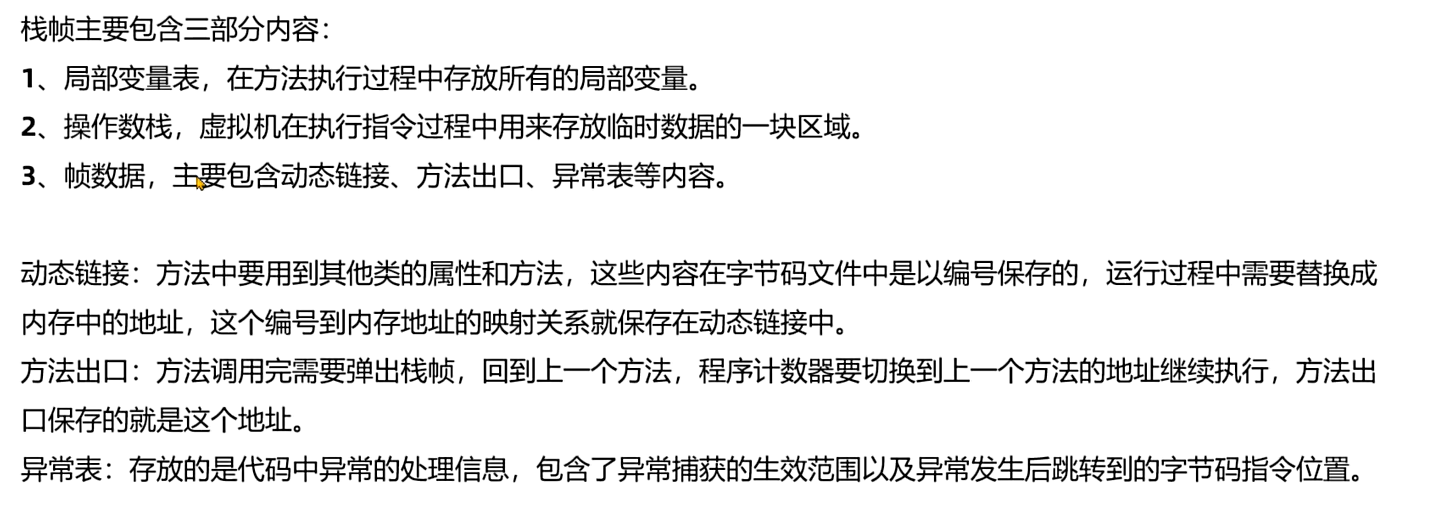 栈帧主要包含三部分内容：
1、局部变量表，在方法执行过程中存放所有的局部变量。
2、操作数栈，虚拟机在执行指令过程中用来存放临时数据的一块区域。
3、帧数据，主要包含动态链接、方法出口、异常表等内容。
动态链接：方法中要用到其他类的属性和方法，这些内容在字节码文件中是以编号保存的，运行过程中需要替换成
内存中的地址，这个编号到内存地址的映射关系就保存在动态链接中。
方法出口：方法调用完需要弹出栈帧，回到上一个方法，程序计数器要切换到上一个方法的地址继续执行，方法出
口保存的就是这个地址。
异常表：存放的是代码中异常的处理信息，包含了异常捕获的生效范围以及异常发生后跳转到的字节码指令位置。